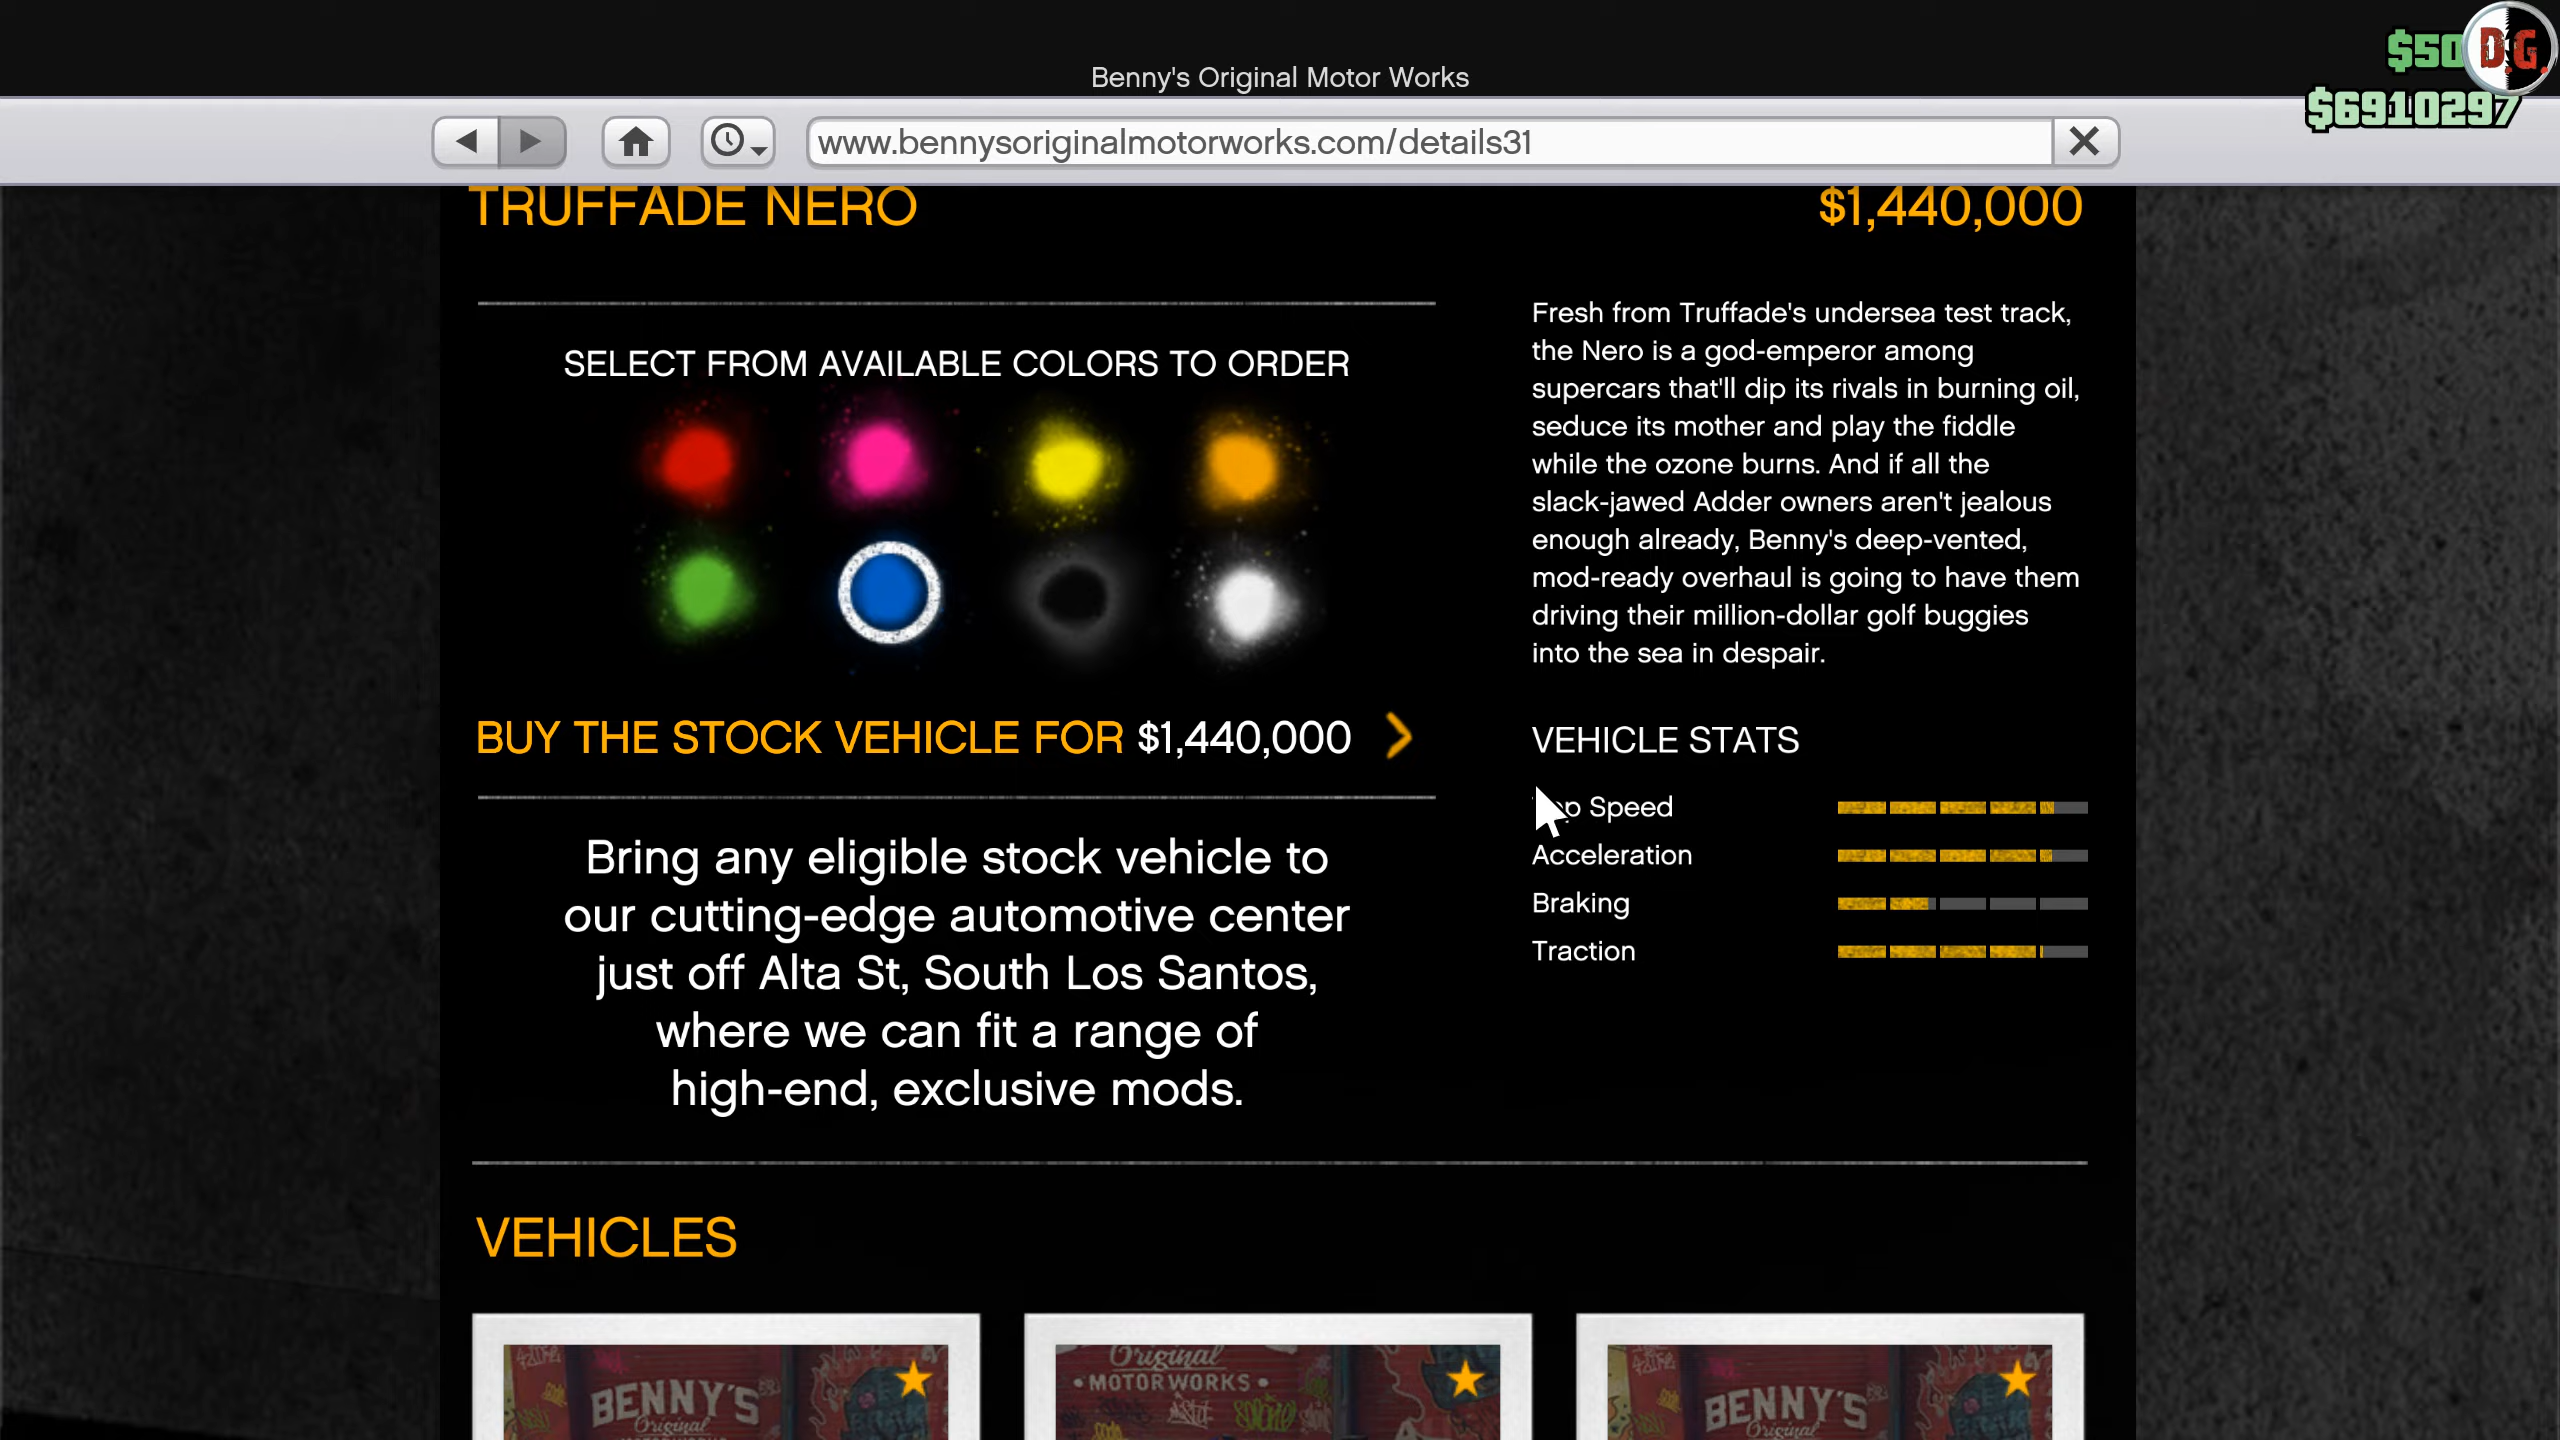 Benny's Original Motor Works
$50
D.G.
$6910297
www.bennysoriginalmotorworks.com/details31
TRUFFADE NERO
$1,440,000
SELECT FROM AVAILABLE COLORS TO ORDER
BUY THE STOCK VEHICLE FOR $1,440,000
Bring any eligible stock vehicle to
our cutting-edge automotive center
just off Alta St, South Los Santos,
where we can fit a range of
high-end, exclusive mods.
Fresh from Truffade's undersea test track,
the Nero is a god-emperor among
supercars that'll dip its rivals in burning oil,
seduce its mother and play the fiddle
while the ozone burns. And if all the
slack-jawed Adder owners aren't jealous
enough already, Benny's deep-vented,
mod-ready overhaul is going to have them
driving their million-dollar golf buggies
into the sea in despair.
VEHICLE STATS
Speed
Acceleration
Braking
Traction
VEHICLES
BENNY'S
Original
Original
• MOTORWORKS •
BENNY'S
Original